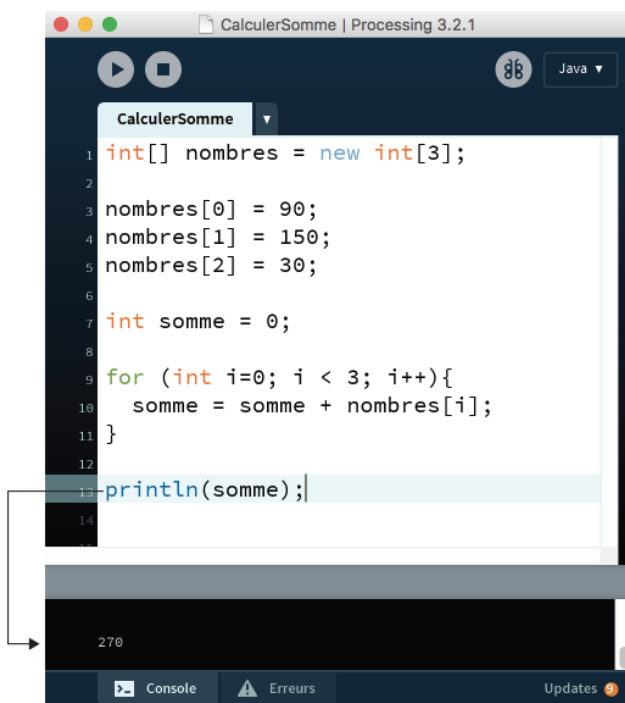 CalculerSomme | Processing 3.2.1
Java ▼
CalculerSomme ▼
1 int[] nombres = new int[3];
2
3 nombres[0] = 90;
4 nombres[1] = 150;
5 nombres[2] = 30;
6
7 int somme = 0;
8
9 for (int i=0; i < 3; i++){
10   somme = somme + nombres[i];
11 }
12
13 println(somme);
14
270
>_ Console Erreurs Updates 9